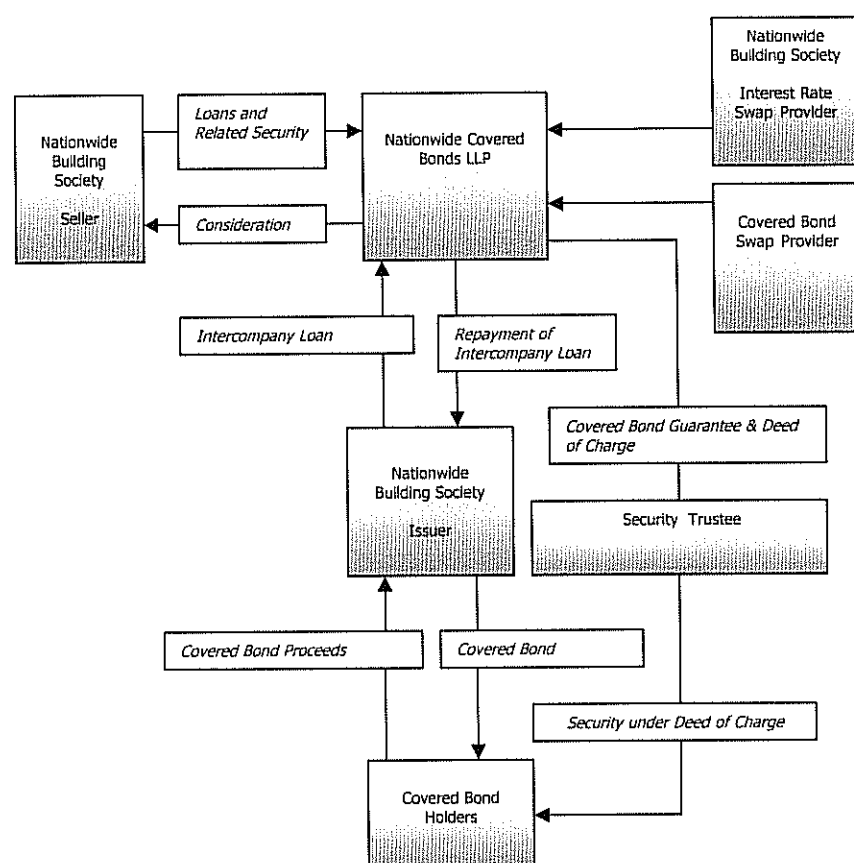 Nationwide
Building Society
Interest Rate
Swap Provider
Loans and
Related Security
Nationwide
Building
Society
Seller
Nationwide Covered
Bonds LLP
Consideration
Covered Bond
Swap Provider
Intercompany Loan
Repayment of
Intercompany Loan
Covered Bond Guarantee & Deed
of Charge
Nationwide
Building Society
Issuer
Security Trustee
Covered Bond Proceeds
Covered Bond
Security under Deed of Charge
Covered Bond
Holders